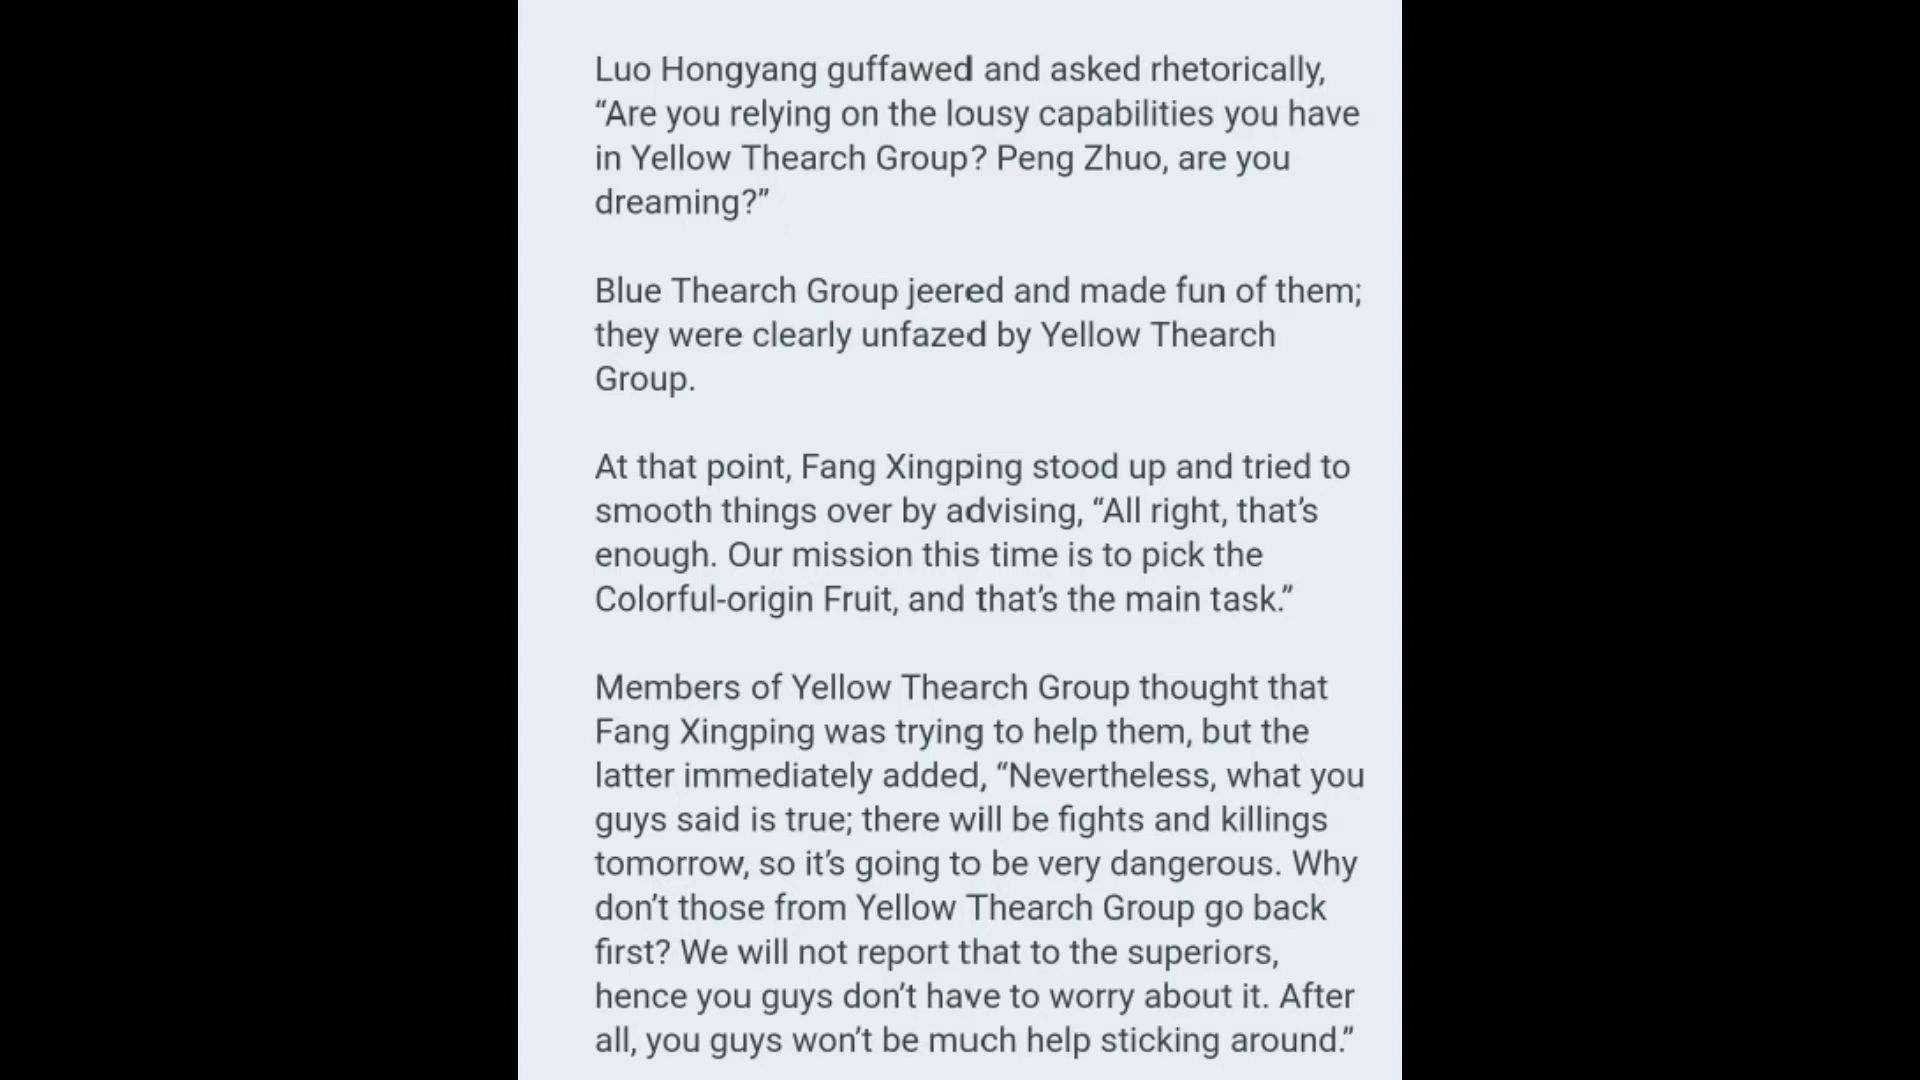 Luo Hongyang guffawed and asked rhetorically,
“Are you relying on the lousy capabilities you have
in Yellow Thearch Group? Peng Zhuo, are you
dreaming?”
Blue Thearch Group jeered and made fun of them;
they were clearly unfazed by Yellow Thearch
Group.
At that point, Fang Xingping stood up and tried to
smooth things over by advising, “All right, that’s
enough. Our mission this time is to pick the
Colorful-origin Fruit, and that’s the main task.”
Members of Yellow Thearch Group thought that
Fang Xingping was trying to help them, but the
latter immediately added, “Nevertheless, what you
guys said is true; there will be fights and killings
tomorrow, so it’s going to be very dangerous. Why
don’t those from Yellow Thearch Group go back
first? We will not report that to the superiors,
hence you guys don’t have to worry about it. After
all, you guys won’t be much help sticking around.”